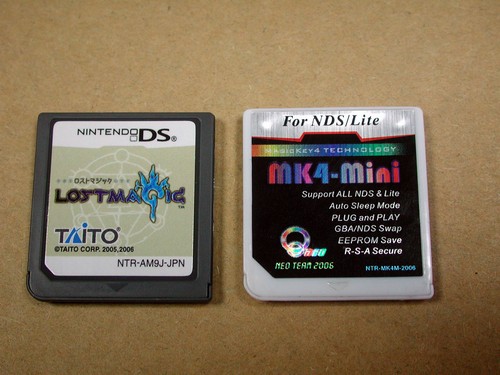 NINTENDO DS®
ロストマジック
LOSTMAGIC™
TAITO®
©TAITO CORP. 2005,2006
NTR-AM9J-JPN
For NDS/Lite
MAGICKEY4 TECHNOLOGY
MK4-Mini
Support ALL NDS & Lite
Auto Sleep Mode
PLUG and PLAY
GBA/NDS Swap
EEPROM Save
R-S-A Secure
NEO TEAM 2006
NTR-MK4M-2006